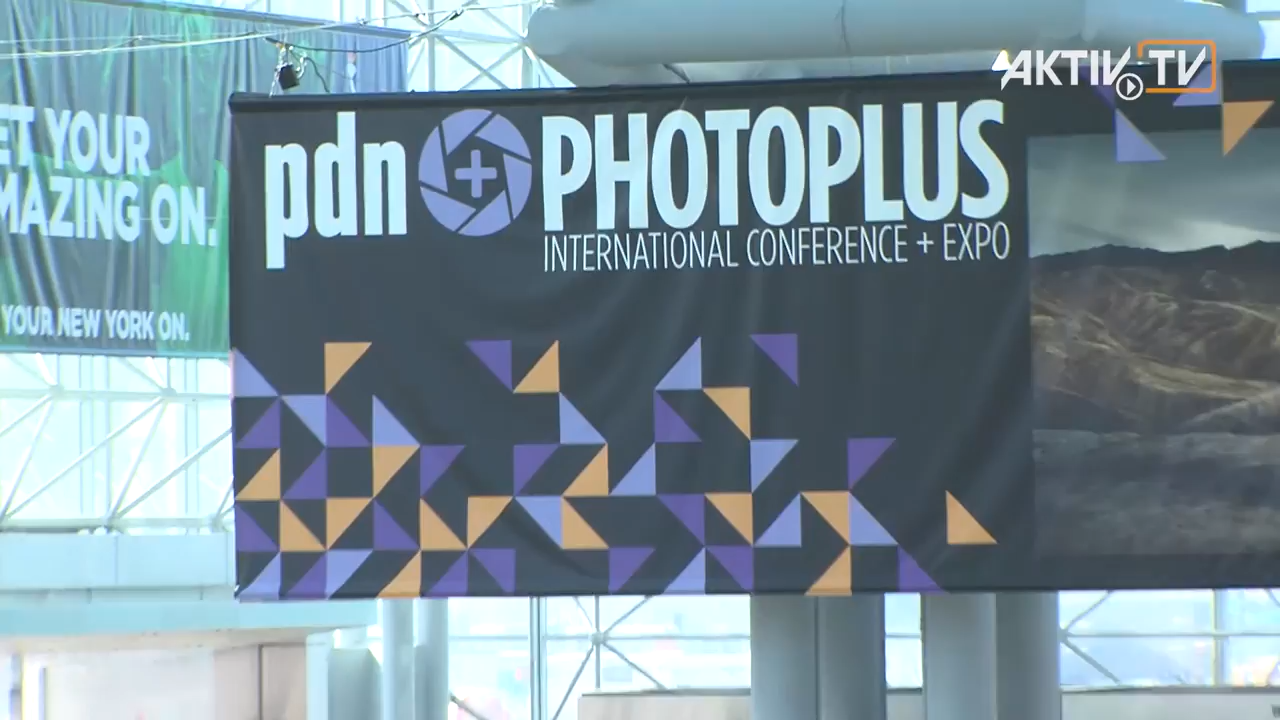 AKTIV TV
ET YOUR
MAZING ON.
YOUR NEW YORK ON.
pdn PHOTOPLUS
INTERNATIONAL CONFERENCE + EXPO